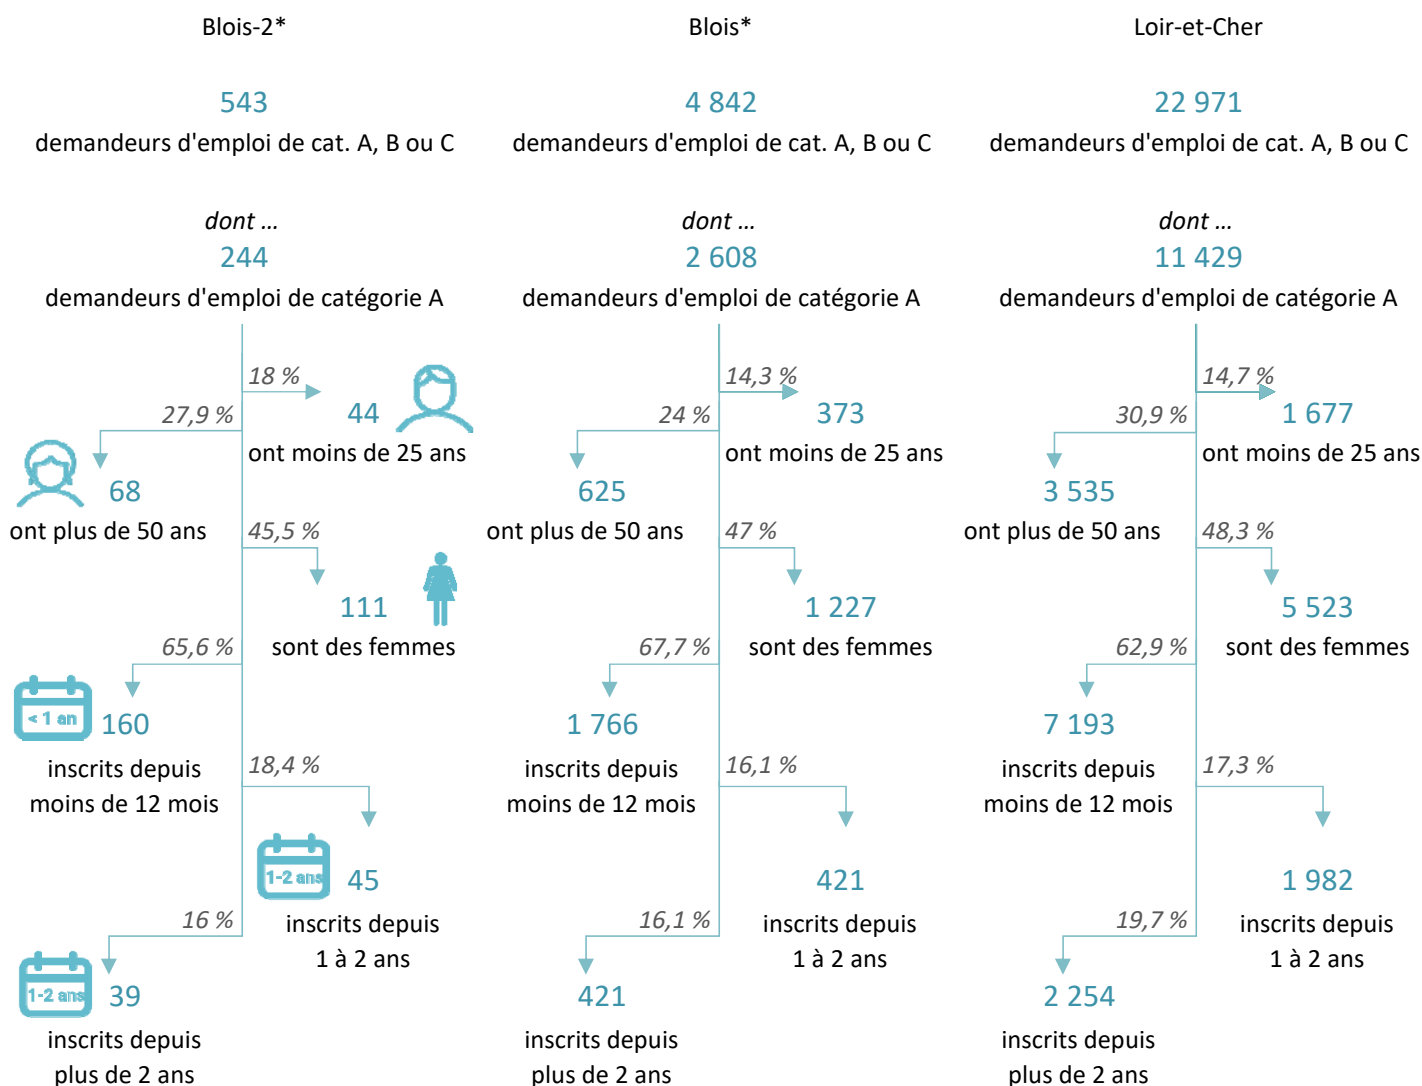 Blois-2*
Blois*
Loir-et-Cher
543
4 842
22 971
demandeurs d'emploi de cat. A, B ou C
demandeurs d'emploi de cat. A, B ou C
demandeurs d'emploi de cat. A, B ou C
dont ...
dont ...
dont ...
244
2 608
11 429
demandeurs d'emploi de catégorie A
demandeurs d'emploi de catégorie A
demandeurs d'emploi de catégorie A
18 %
14,3 %
14,7 %
27,9 %
24 %
30,9 %
44
373
1 677
ont moins de 25 ans
ont moins de 25 ans
ont moins de 25 ans
68
625
3 535
ont plus de 50 ans
ont plus de 50 ans
ont plus de 50 ans
45,5 %
47 %
48,3 %
111
1 227
5 523
sont des femmes
sont des femmes
sont des femmes
65,6 %
67,7 %
62,9 %
< 1 an
160
1 766
7 193
inscrits depuis
moins de 12 mois
inscrits depuis
moins de 12 mois
inscrits depuis
moins de 12 mois
18,4 %
16,1 %
17,3 %
1-2 ans
45
421
1 982
inscrits depuis
1 à 2 ans
inscrits depuis
1 à 2 ans
inscrits depuis
1 à 2 ans
16 %
16,1 %
19,7 %
1-2 ans
39
421
2 254
inscrits depuis
plus de 2 ans
inscrits depuis
plus de 2 ans
inscrits depuis
plus de 2 ans